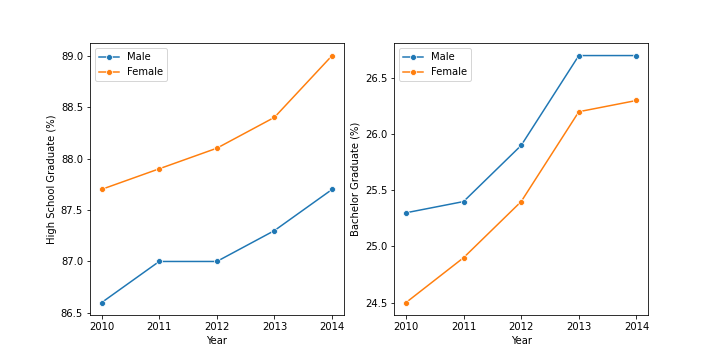 Male
Female
89.0
88.5
88.0
87.5
87.0
86.5
High School Graduate (%)
2010 2011 2012 2013 2014
Year
Male
Female
26.5
26.0
25.5
25.0
24.5
Bachelor Graduate (%)
2010 2011 2012 2013 2014
Year